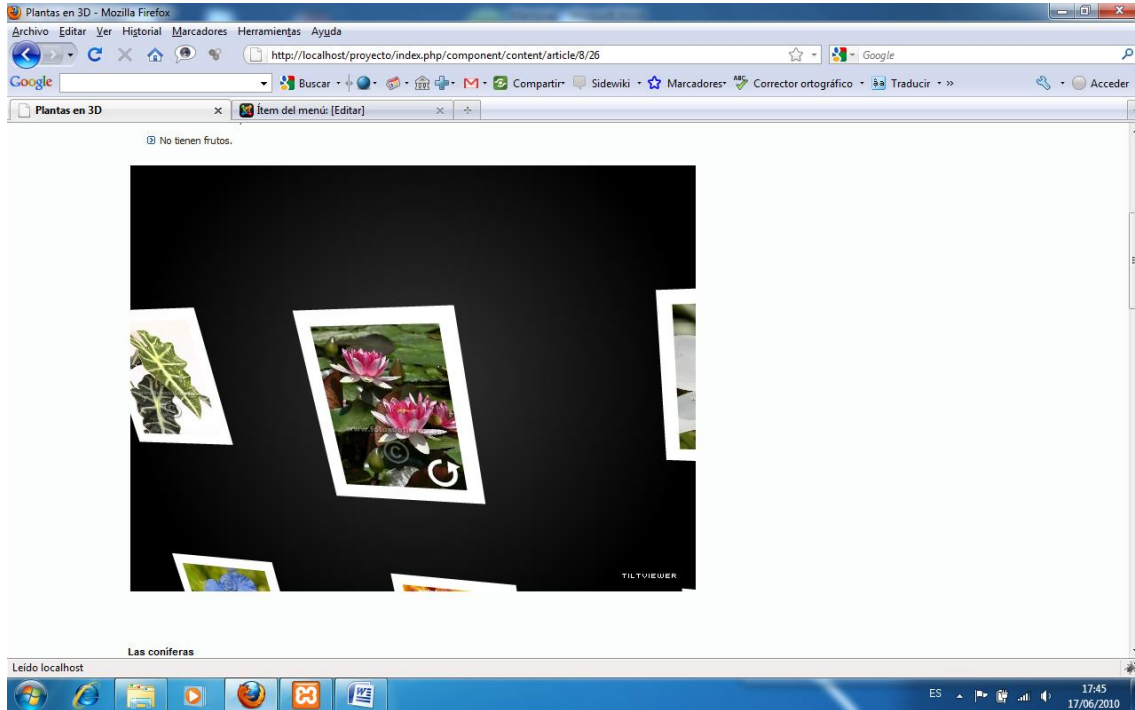 Plantas en 3D - Mozilla Firefox
Archivo Editar Ver Historial Marcadores Herramientas Ayuda
http://localhost/proyecto/index.php/component/content/article/8/26
Google
Google Buscar Compartir Sidewiki Marcadores ABC Corrector ortográfico Traducir » Acceder
Plantas en 3D Ítem del menú: [Editar]
No tienen frutos.
©
TILTVIEWER
Las coníferas
Leído localhost
ES 17:45
17/06/2010